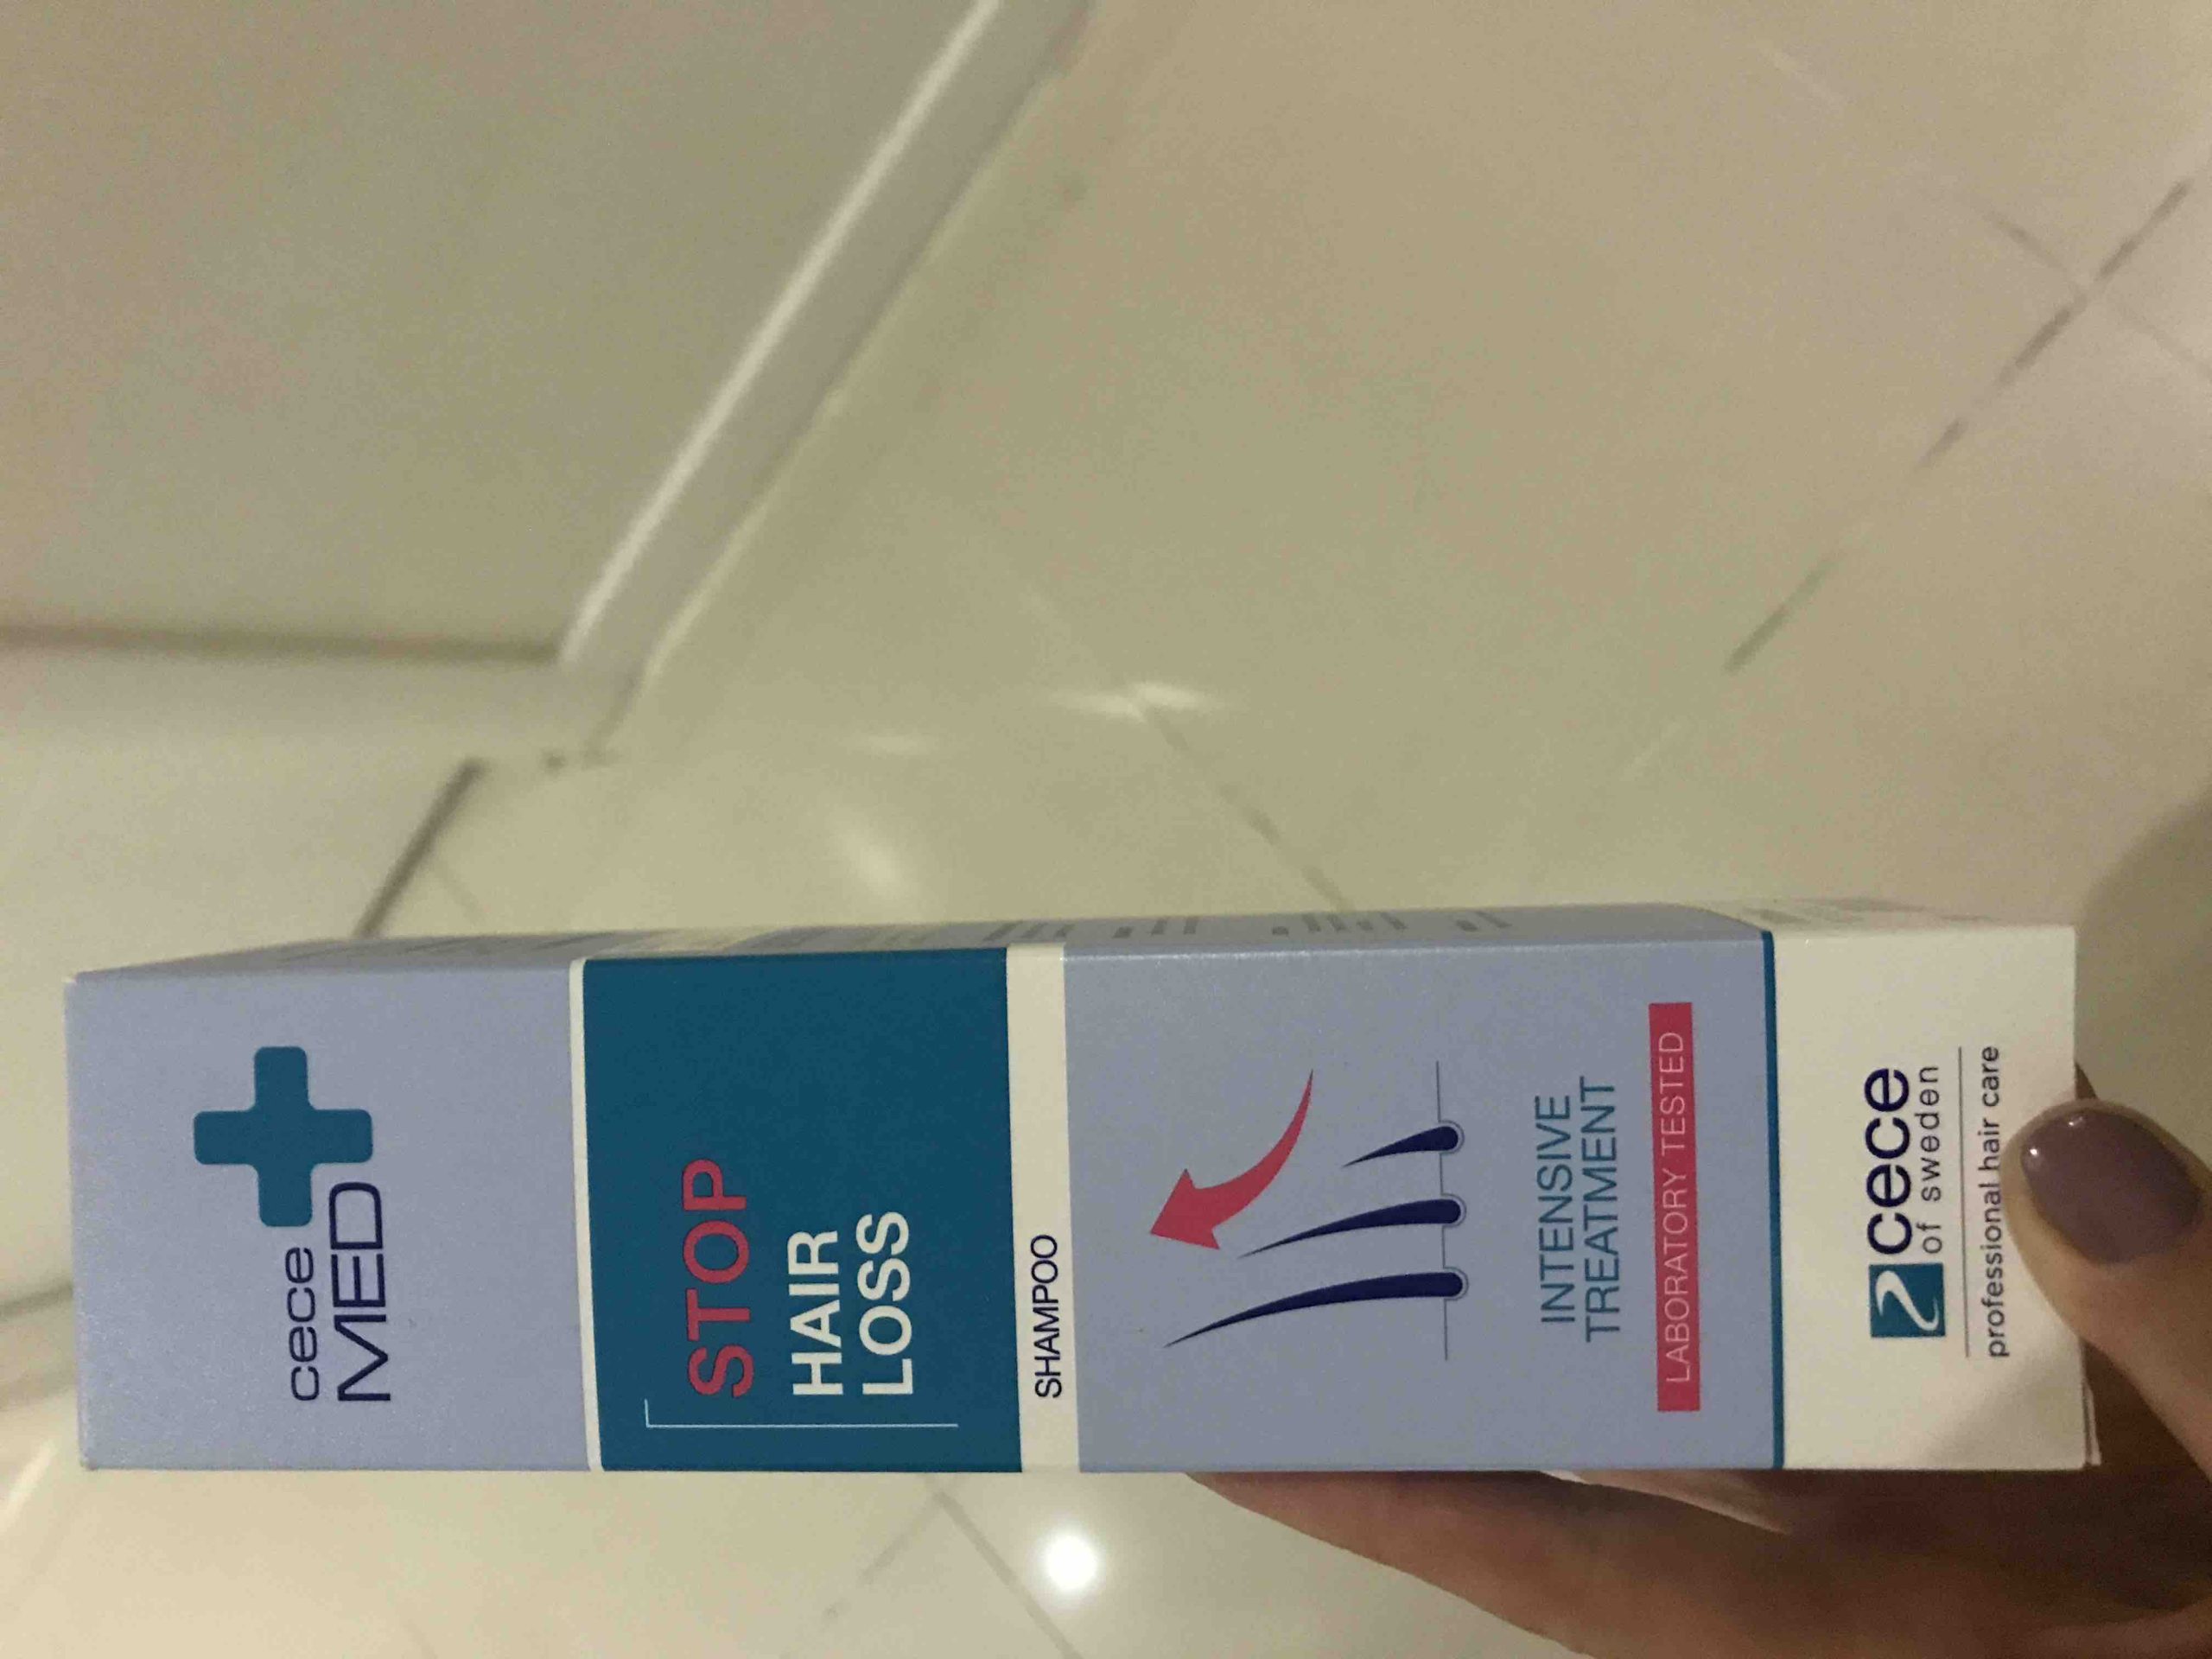 cece
MED
STOP
HAIR
LOSS
SHAMPOO
INTENSIVE
TREATMENT
LABORATORY TESTED
cece
of sweden
professional hair care